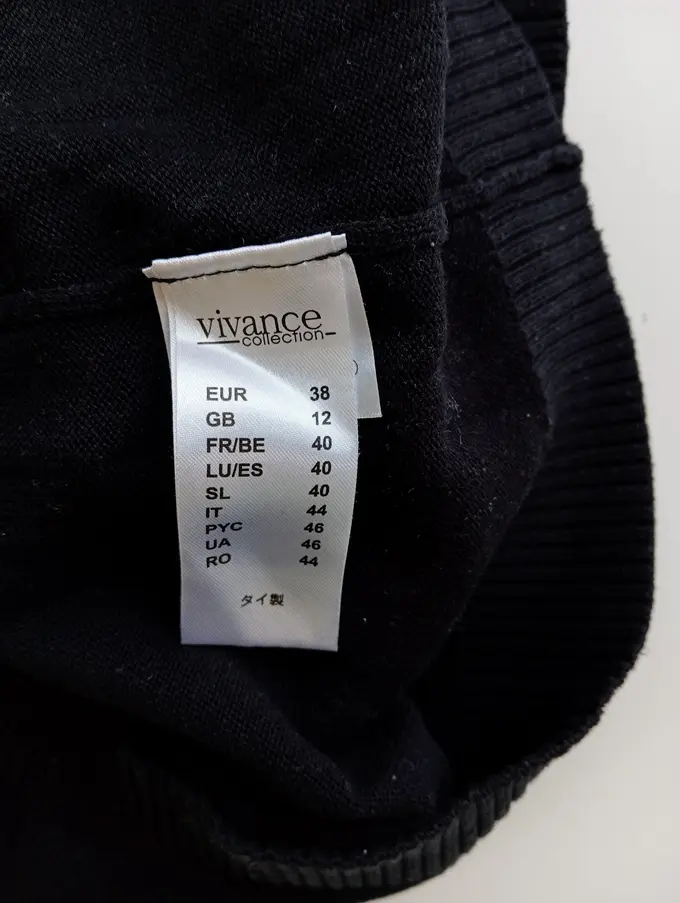 vivance
collection
EUR 38
GB 12
FR/BE 40
LU/ES 40
SL 40
IT 44
РУС 46
UA 46
RO 44
タイ製